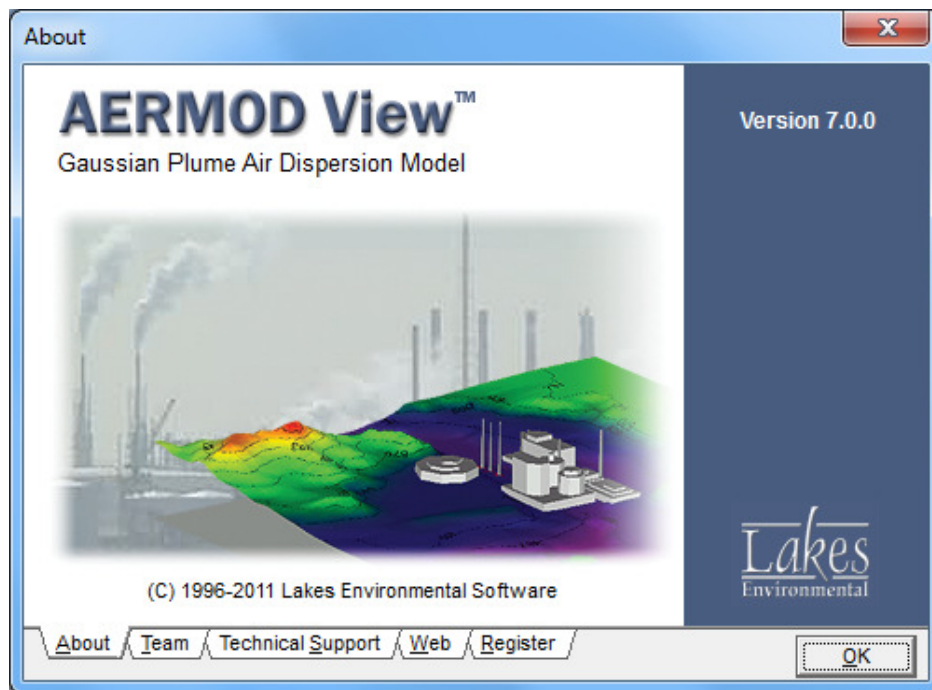 About
AERMOD View™
Gaussian Plume Air Dispersion Model
Version 7.0.0
Lakes
Environmental
(C) 1996-2011 Lakes Environmental Software
About
Team
Technical Support
Web
Register
OK